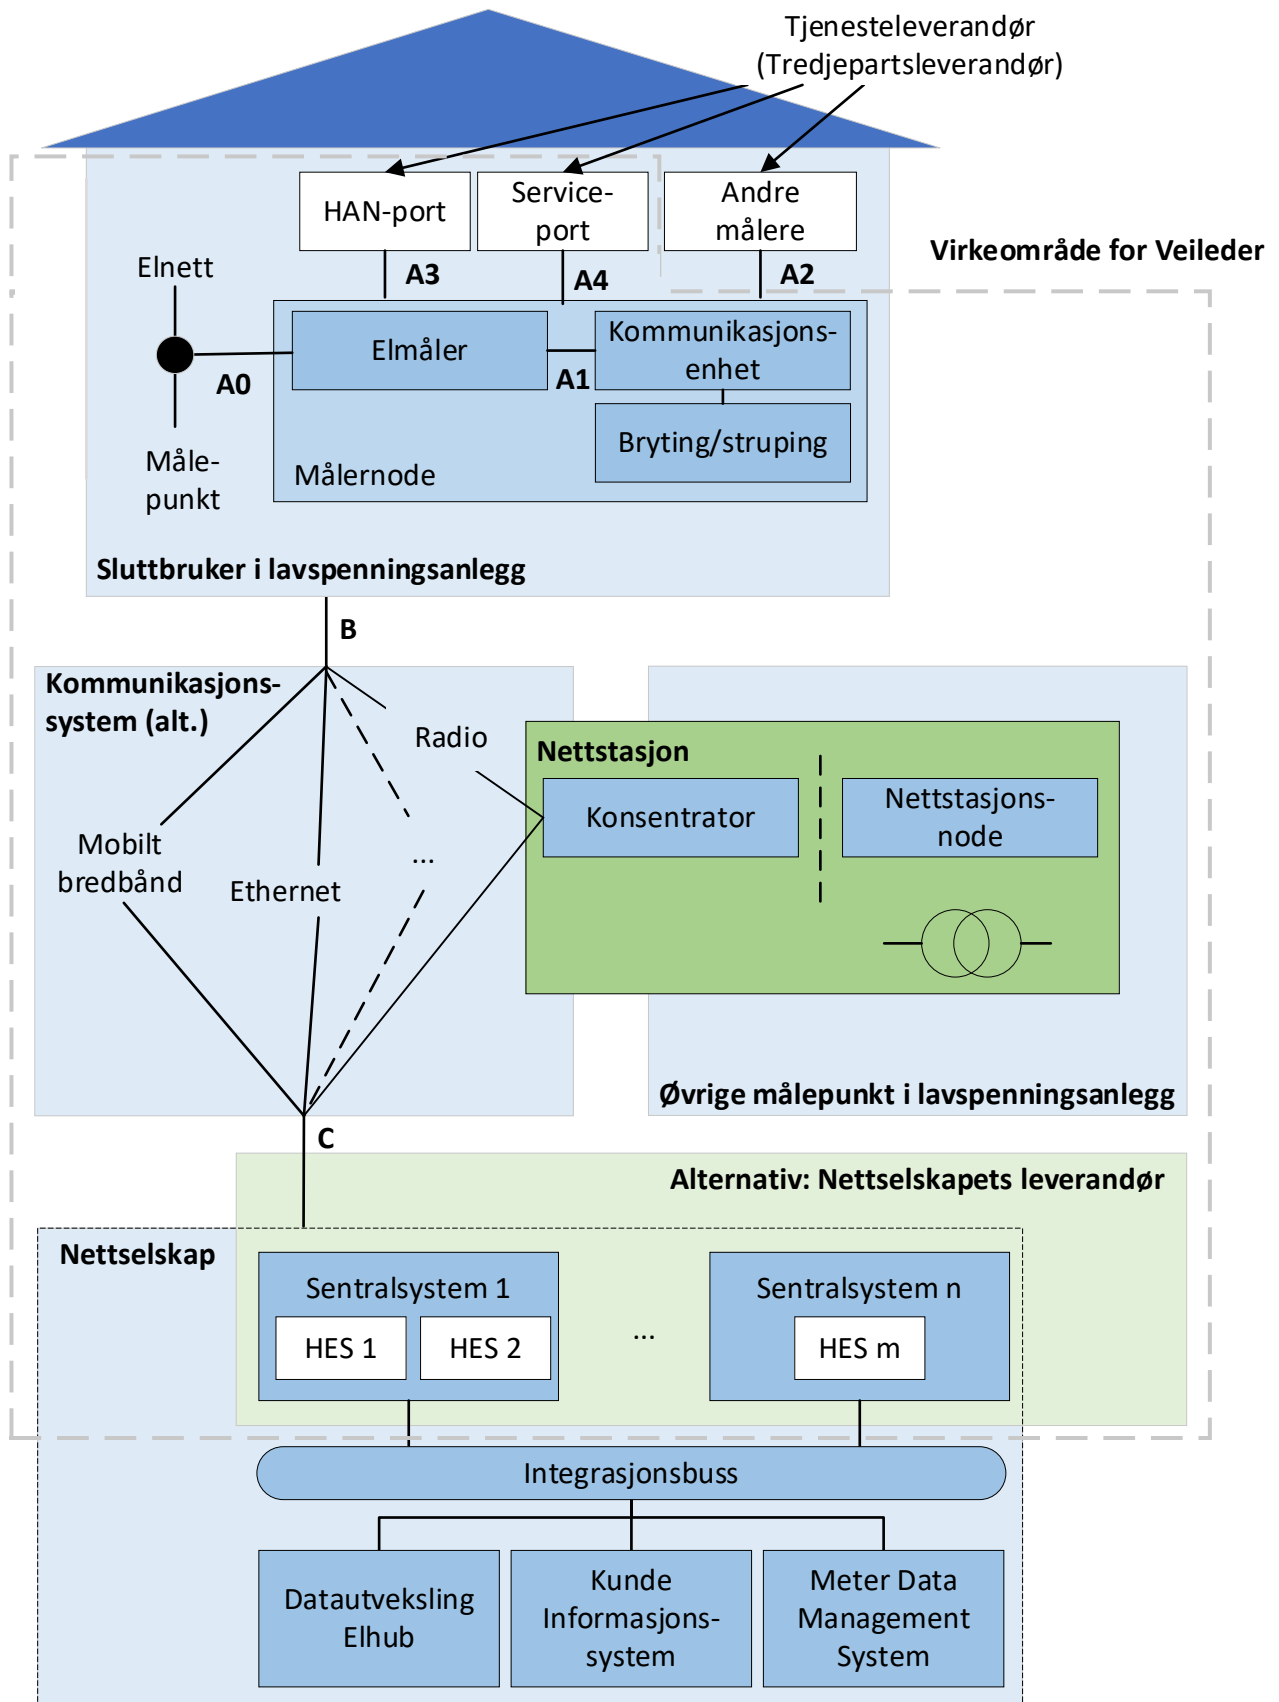 Tjenesteleverandør
(Tredjepartsleverandør)
HAN-port
Service-
port
Andre
målere
Virkeområde for Veileder
Elnett
A3
A4
A2
Elmåler
Kommunikasjons-
enhet
A0
A1
Bryting/struping
Måle-
punkt
Målernode
Sluttbruker i lavspenningsanlegg
B
Kommunikasjons-
system (alt.)
Radio
Nettstasjon
Konsentrator
Nettstasjons-
node
Mobilt
bredbånd
Ethernet
...
Øvrige målepunkt i lavspenningsanlegg
C
Alternativ: Nettselskapets leverandør
Nettselskap
Sentralsystem 1
HES 1
HES 2
...
Sentralsystem n
HES m
Integrasjonsbuss
Datautveksling
Elhub
Kunde
Informasjons-
system
Meter Data
Management
System